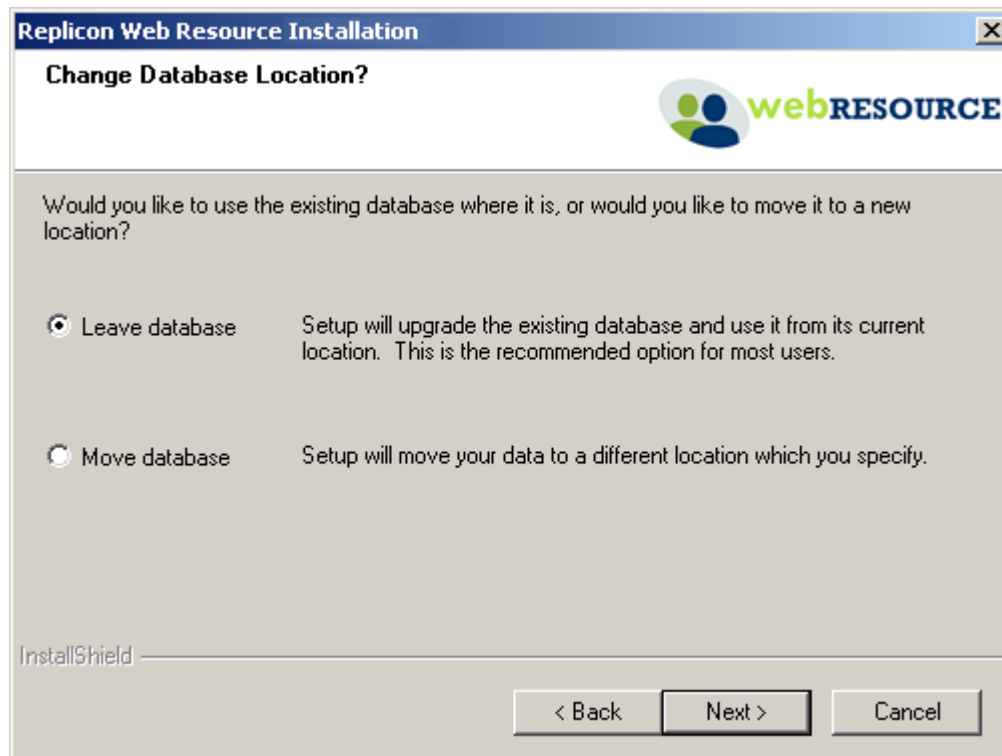 Replicon Web Resource Installation
Change Database Location?
webRESOURCE
Would you like to use the existing database where it is, or would you like to move it to a new
location?
Leave database
Setup will upgrade the existing database and use it from its current
location. This is the recommended option for most users.
Move database
Setup will move your data to a different location which you specify.
InstallShield
< Back
Next >
Cancel